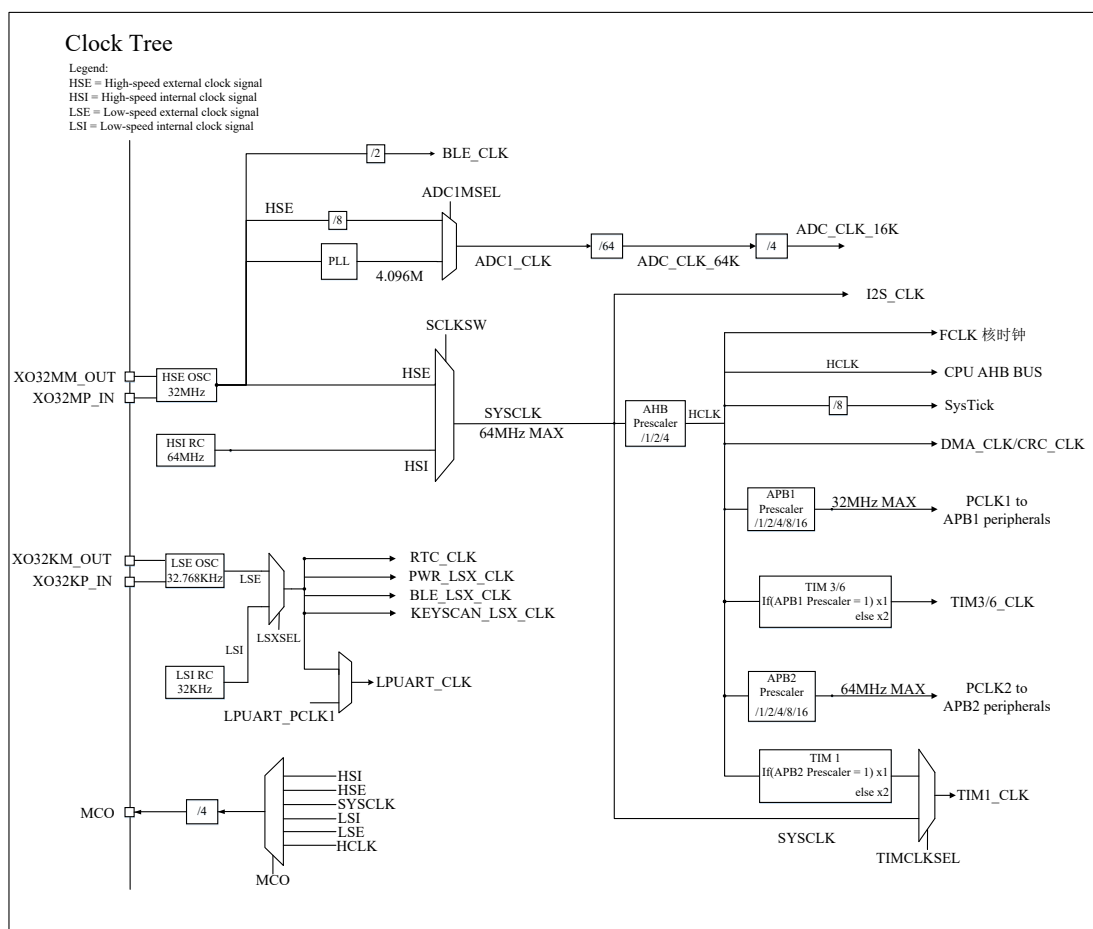 Clock Tree
Legend:
HSE = High-speed external clock signal
HSI = High-speed internal clock signal
LSE = Low-speed external clock signal
LSI = Low-speed internal clock signal
/2
BLE_CLK
ADC1MSEL
HSE
/8
PLL
4.096M
ADC1_CLK
/64
ADC_CLK_64K
/4
ADC_CLK_16K
I2S_CLK
SCLKSW
XO32MM_OUT
XO32MP_IN
HSE OSC
32MHz
HSE
HSI RC
64MHz
HSI
SYSCLK
64MHz MAX
AHB
Prescaler
/1/2/4
HCLK
FCLK 核时钟
HCLK
CPU AHB BUS
/8
SysTick
DMA_CLK/CRC_CLK
APB1
Prescaler
/1/2/4/8/16
32MHz MAX
PCLK1 to
APB1 peripherals
XO32KM_OUT
XO32KP_IN
LSE OSC
32.768KHz
LSE
LSI
LSXSEL
LSI RC
32KHz
RTC_CLK
PWR_LSX_CLK
BLE_LSX_CLK
KEYSCAN_LSX_CLK
LPUART_CLK
LPUART_PCLK1
TIM 3/6
If(APB1 Prescaler = 1) x1
else x2
TIM3/6_CLK
APB2
Prescaler
/1/2/4/8/16
64MHz MAX
PCLK2 to
APB2 peripherals
TIM 1
If(APB2 Prescaler = 1) x1
else x2
TIM1_CLK
SYSCLK
TIMCLKSEL
MCO
/4
HSI
HSE
SYSCLK
LSI
LSE
HCLK
MCO